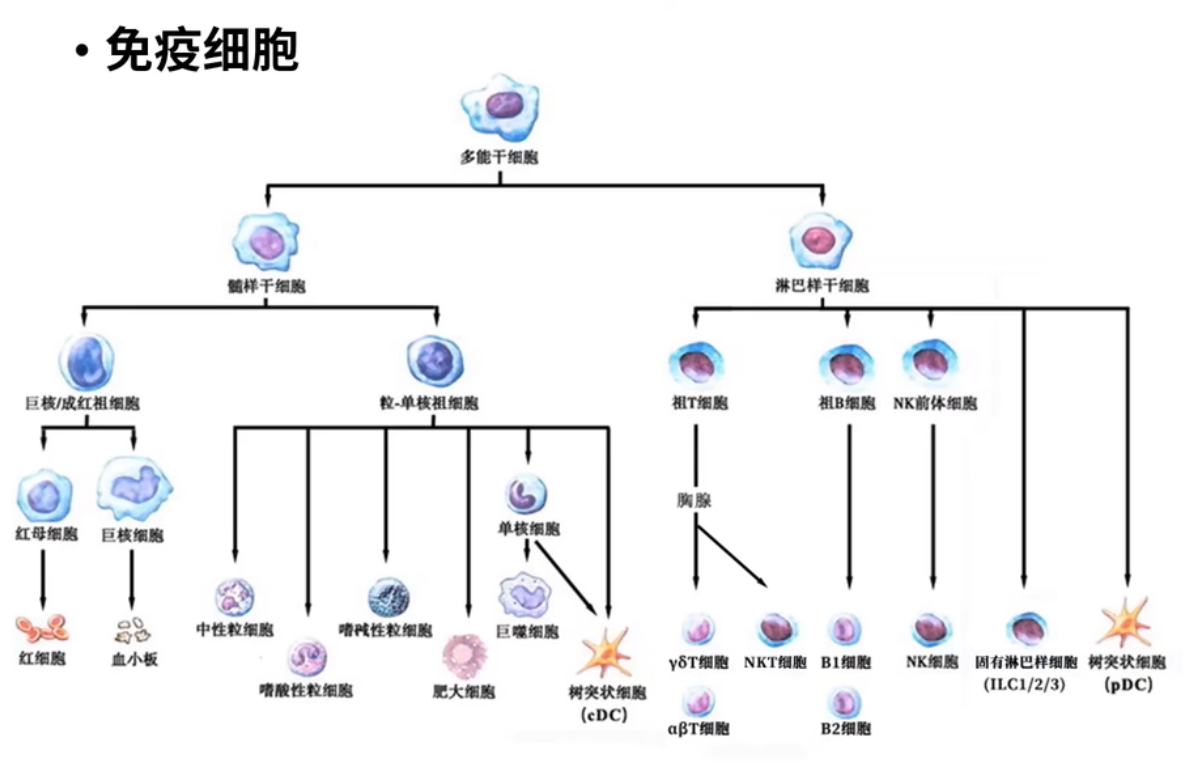 • 免疫细胞
多能干细胞
髓样干细胞
淋巴样干细胞
巨核/成红祖细胞
粒-单核祖细胞
祖T细胞
祖B细胞
NK前体细胞
胸腺
红母细胞
巨核细胞
单核细胞
中性粒细胞
嗜碱性粒细胞
巨噬细胞
红细胞
血小板
嗜酸性粒细胞
肥大细胞
树突状细胞
(cDC)
γδT细胞
NKT细胞
B1细胞
NK细胞
固有淋巴样细胞
(ILC1/2/3)
树突状细胞
(pDC)
αβT细胞
B2细胞